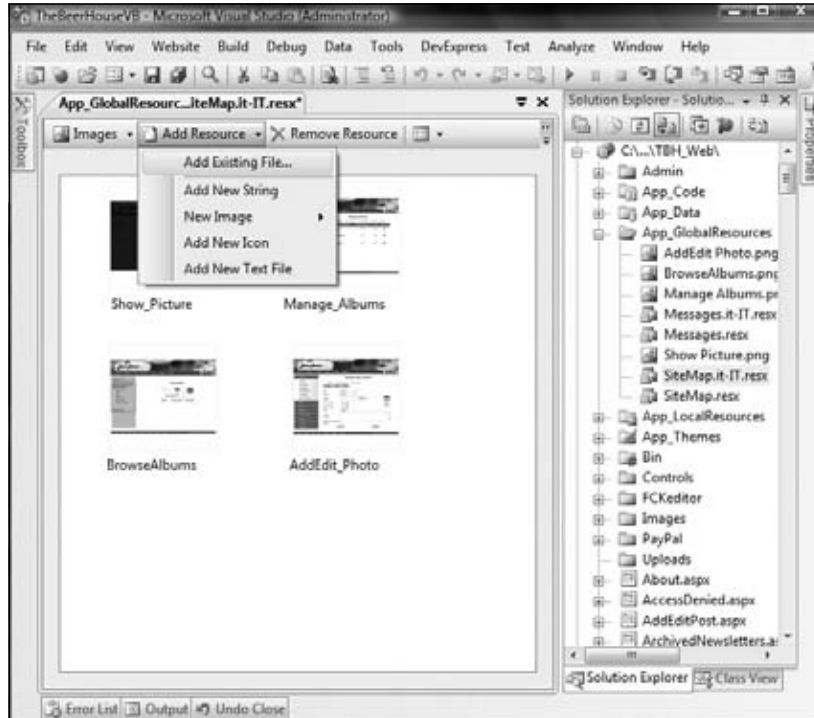 TheBeerHouseVB - Microsoft Visual Studio (Administrator)
File Edit View Website Build Debug Data Tools DevExpress Test Analyze Window Help
Toolbox
App_GlobalResourc...iteMap.it-IT.resx*
Images
Add Resource
Remove Resource
Add Existing File...
Add New String
New Image
Add New Icon
Add New Text File
Show_Picture
Manage_Albums
BrowseAlbums
AddEdit_Photo
Solution Explorer - Solutio...
C:\...\TBH_Web\
Admin
App_Code
App_Data
App_GlobalResources
AddEdit Photo.png
BrowseAlbums.png
Manage Albums.pr
Messages.it-IT.resx
Messages.resx
Show Picture.png
SiteMap.it-IT.resx
SiteMap.resx
App_LocalResources
App_Themes
Bin
Controls
FCKeditor
Images
PayPal
Uploads
About.aspx
AccessDenied.aspx
AddEditPost.aspx
ArchivedNewsletters.a
Solution Explorer
Class View
Properties
Error List
Output
Undo Close